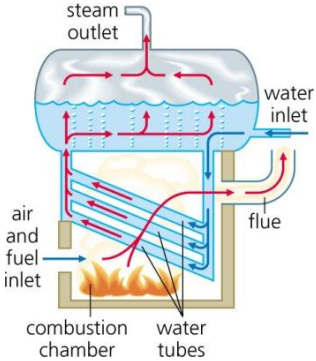 steam
outlet
water
inlet
flue
air
and
fuel
inlet
combustion
chamber
water
tubes